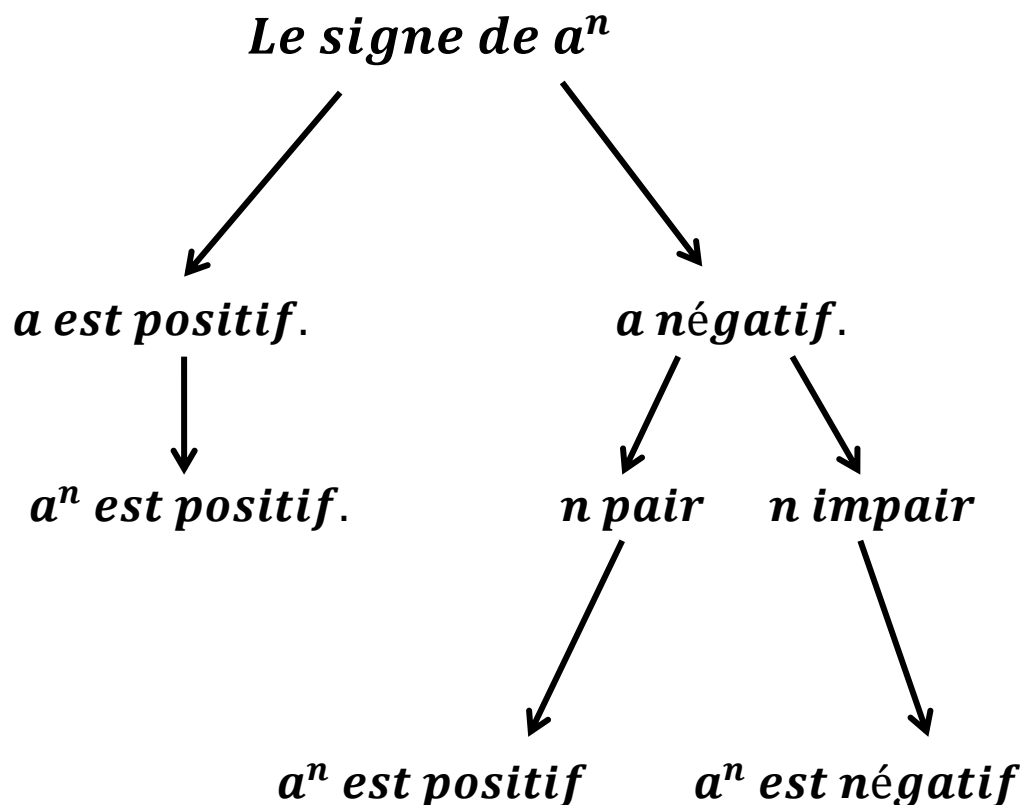 Le signe de aⁿ
a est positif.
a négatif.
aⁿ est positif.
n pair
n impair
aⁿ est positif
aⁿ est négatif